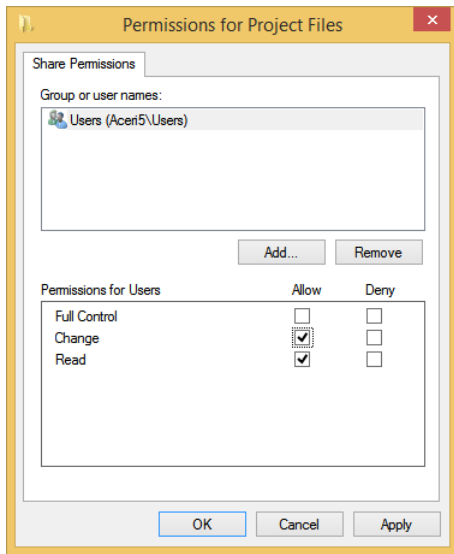 Permissions for Project Files
Share Permissions
Group or user names:
Users (Aceri5\Users)
Add... Remove
Permissions for Users Allow Deny
Full Control
Change
Read
OK Cancel Apply